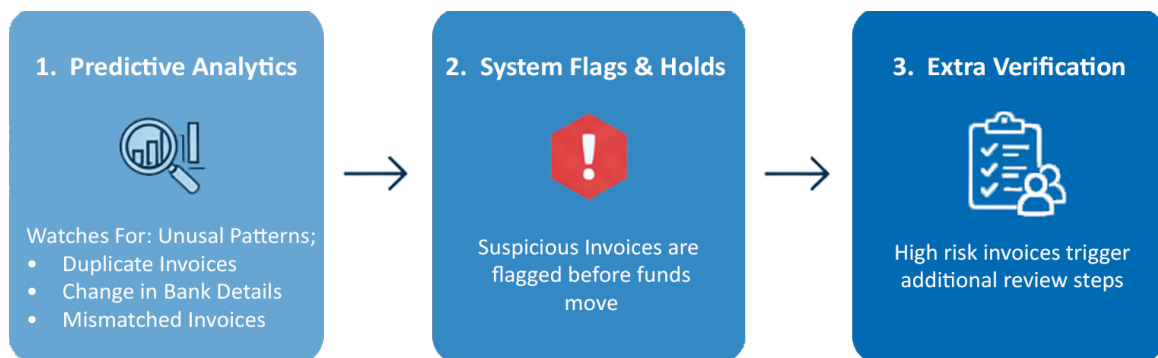 1. Predictive Analytics
Watches For: Unusal Patterns;
• Duplicate Invoices
• Change in Bank Details
• Mismatched Invoices
2. System Flags & Holds
Suspicious Invoices are
flagged before funds
move
3. Extra Verification
High risk invoices trigger
additional review steps